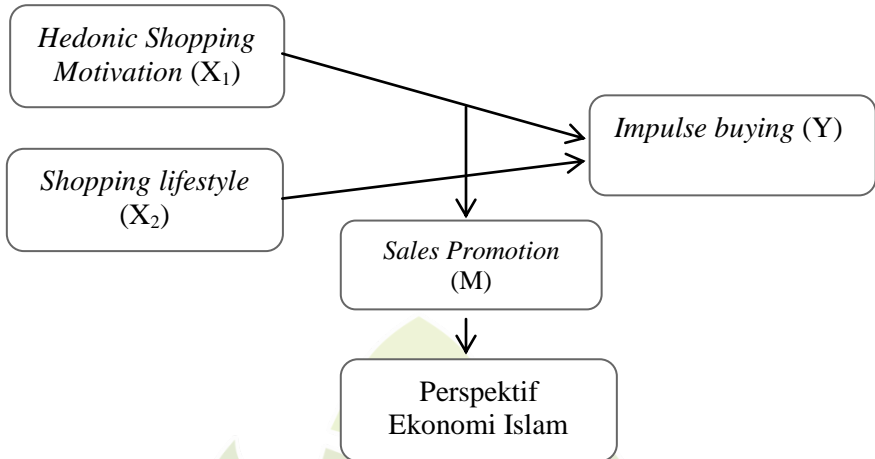 Hedonic Shopping
Motivation (X₁)
Impulse buying (Y)
Shopping lifestyle
(X₂)
Sales Promotion
(M)
Perspektif
Ekonomi Islam